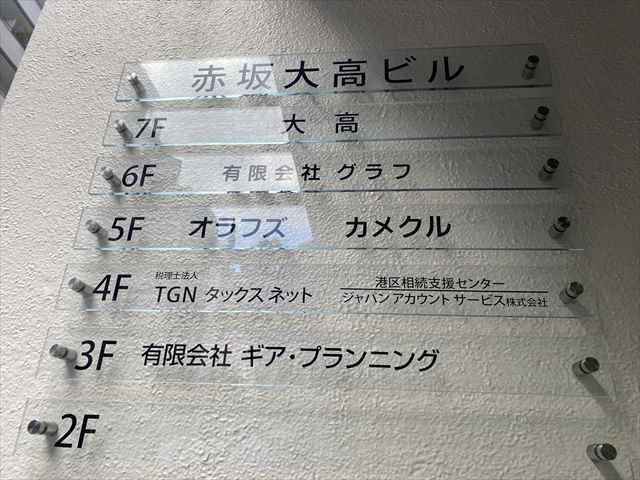 赤坂大高ビル
7F 大高
6F 有限会社 グラフ
5F オラフズ カメクル
4F 税理士法人 TGN タックスネット 港区相続支援センター
ジャパン アカウント サービス株式会社
3F 有限会社 ギア・プランニング
2F